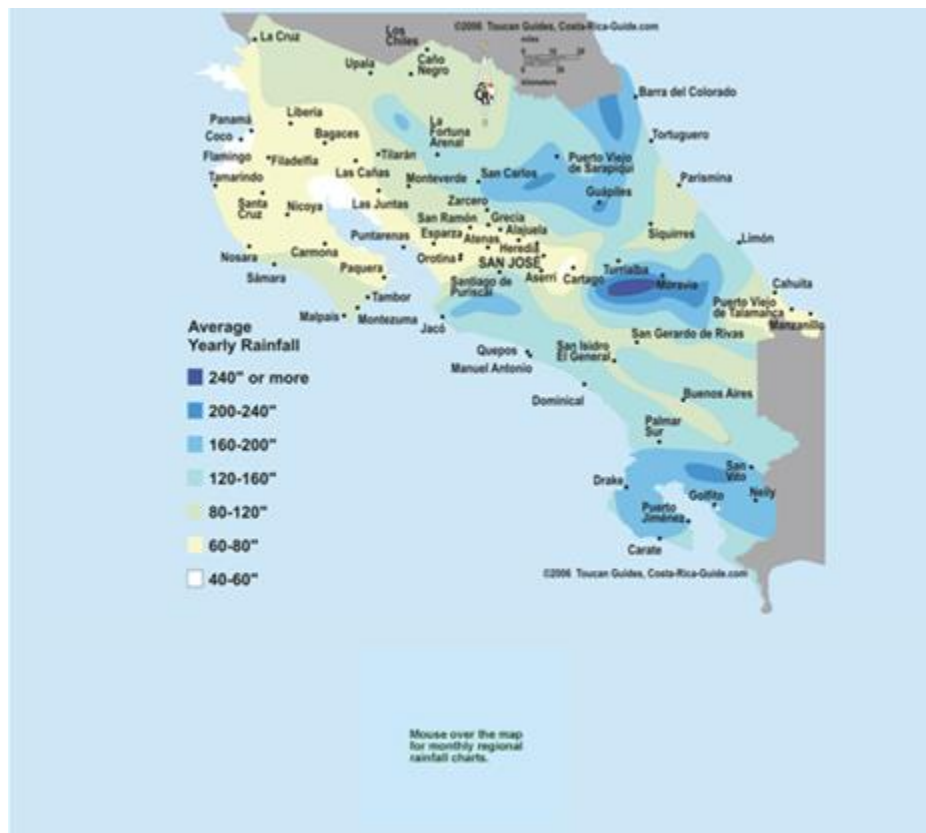 ©2006 Toucan Guides, Costa-Rica-Guide.com
miles
kilometers
La Cruz
Los
Chiles
Caño
Negro
Upala
Barra del Colorado
Liberia
Panamá
Coco
Bagaces
La
Fortuna
Arenal
Tortuguero
Flamingo
Filadelfia
Tilarán
Puerto Viejo
de Sarapiqui
Tamarindo
Las Cañas
Monteverde
San Carlos
Parismina
Guápiles
Santa
Cruz
Nicoya
Las Juntas
Zarcero
San Ramón
Grecia
Puntarenas
Esparza
Atenas
Alajuela
Siquirres
Limón
Nosara
Carmona
Orotina
Heredia
SAN JOSE
Sámara
Paquera
Santiago de
Puriscal
Aserri
Cartago
Turrialba
Moravia
Cahuita
Tambor
Puerto Viejo
de Talamanca
Malpaís
Montezuma
Jacó
Manzanillo
San Gerardo de Rivas
Quepos
Manuel Antonio
San Isidro
El General
Dominical
Buenos Aires
Palmar
Sur
Drake
San
Vito
Golfito
Nelly
Puerto
Jiménez
Carate
©2006 Toucan Guides, Costa-Rica-Guide.com
Average
Yearly Rainfall
240" or more
200-240"
160-200"
120-160"
80-120"
60-80"
40-60"
Mouse over the map
for monthly regional
rainfall charts.